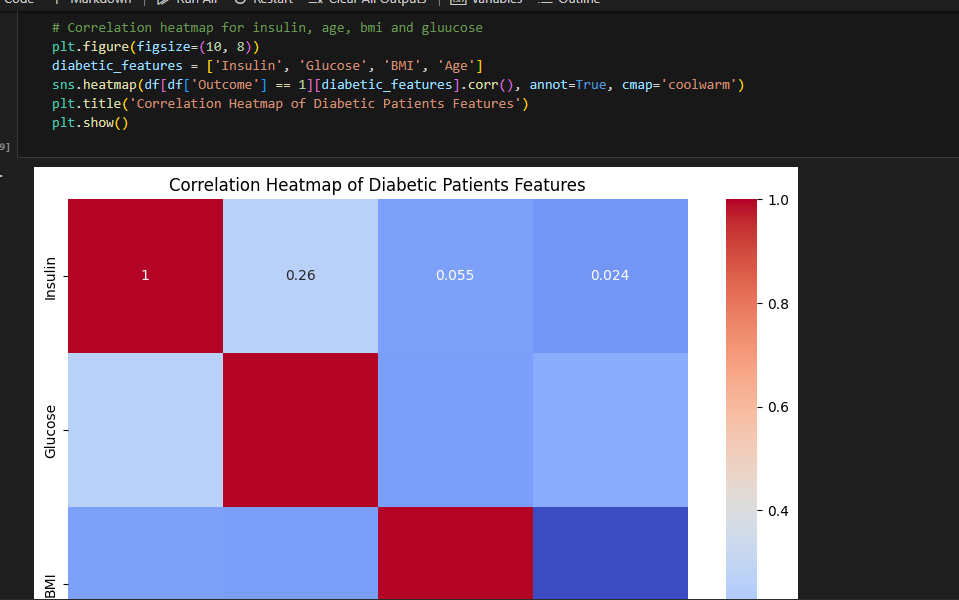 Code Markdown Run All Restart Clear All Outputs Variables Outline
# Correlation heatmap for insulin, age, bmi and gluucose
plt.figure(figsize=(10, 8))
diabetic_features = ['Insulin', 'Glucose', 'BMI', 'Age']
sns.heatmap(df[df['Outcome'] == 1][diabetic_features].corr(), annot=True, cmap='coolwarm')
plt.title('Correlation Heatmap of Diabetic Patients Features')
plt.show()
9]
Correlation Heatmap of Diabetic Patients Features
1.0
Insulin 1 0.26 0.055 0.024
0.8
Glucose
0.6
0.4
BMI